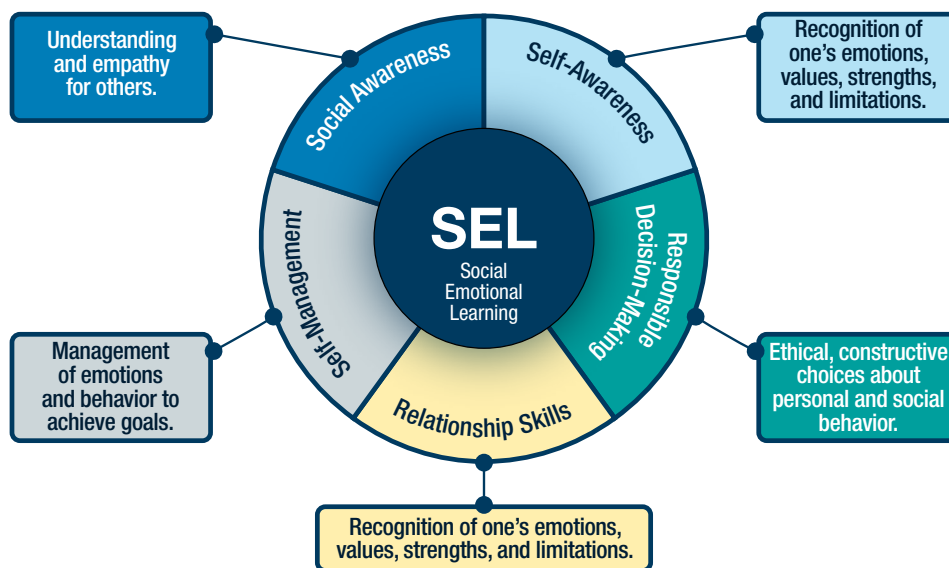 Understanding
and empathy
for others.
Social Awareness
Self-Awareness
Recognition of
one’s emotions,
values, strengths,
and limitations.
SEL
Social
Emotional
Learning
Self-Management
Responsible
Decision-Making
Management
of emotions
and behavior to
achieve goals.
Relationship Skills
Ethical, constructive
choices about
personal and social
behavior.
Recognition of one’s emotions,
values, strengths, and limitations.